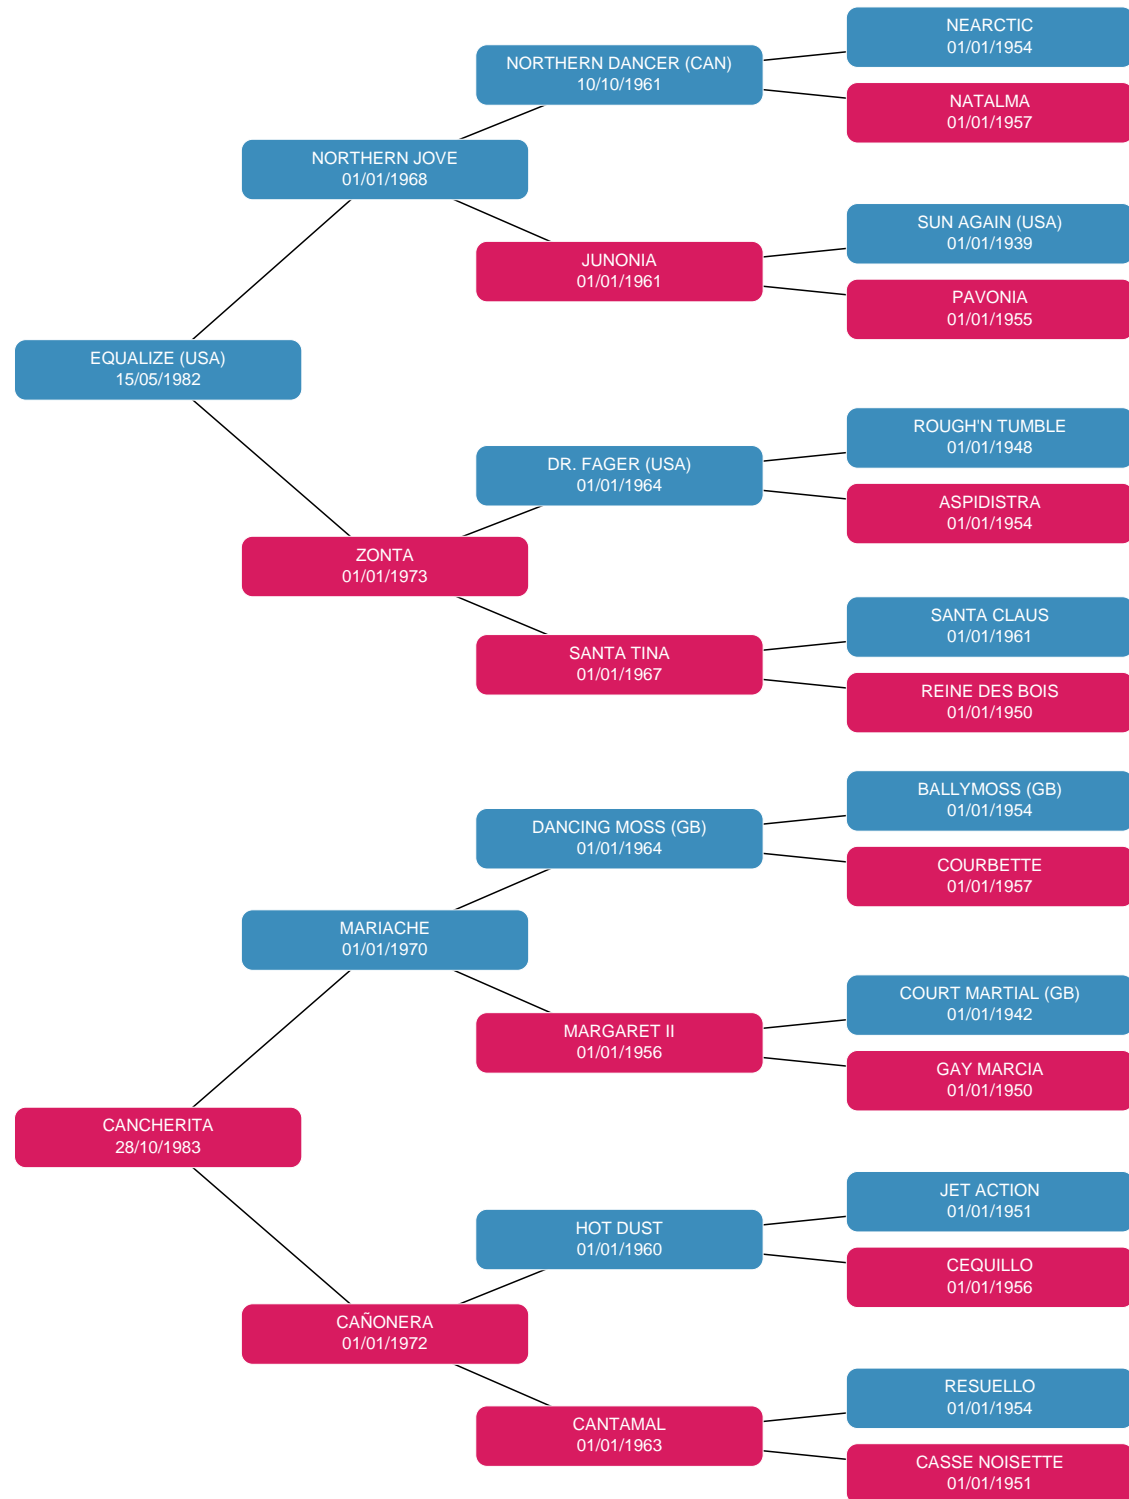 NEARCTIC
01/01/1954
NORTHERN DANCER (CAN)
10/10/1961
NATALMA
01/01/1957
NORTHERN JOVE
01/01/1968
SUN AGAIN (USA)
01/01/1939
JUNONIA
01/01/1961
PAVONIA
01/01/1955
EQUALIZE (USA)
15/05/1982
ROUGH'N TUMBLE
01/01/1948
DR. FAGER (USA)
01/01/1964
ASPIDISTRA
01/01/1954
ZONTA
01/01/1973
SANTA CLAUS
01/01/1961
SANTA TINA
01/01/1967
REINE DES BOIS
01/01/1950
BALLYMOSS (GB)
01/01/1954
DANCING MOSS (GB)
01/01/1964
COURBETTE
01/01/1957
MARIACHE
01/01/1970
COURT MARTIAL (GB)
01/01/1942
MARGARET II
01/01/1956
GAY MARCIA
01/01/1950
CANCHERITA
28/10/1983
JET ACTION
01/01/1951
HOT DUST
01/01/1960
CEQUILLO
01/01/1956
CAÑONERA
01/01/1972
RESUELLO
01/01/1954
CANTAMAL
01/01/1963
CASSE NOISETTE
01/01/1951